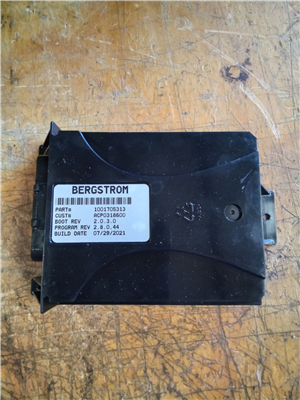 BERGSTROM
PART# 1001705313
CUST# ACP0318600
BOOT REV 2.0.3.0
PROGRAM REV 2.8.0.44
BUILD DATE 07/29/2021